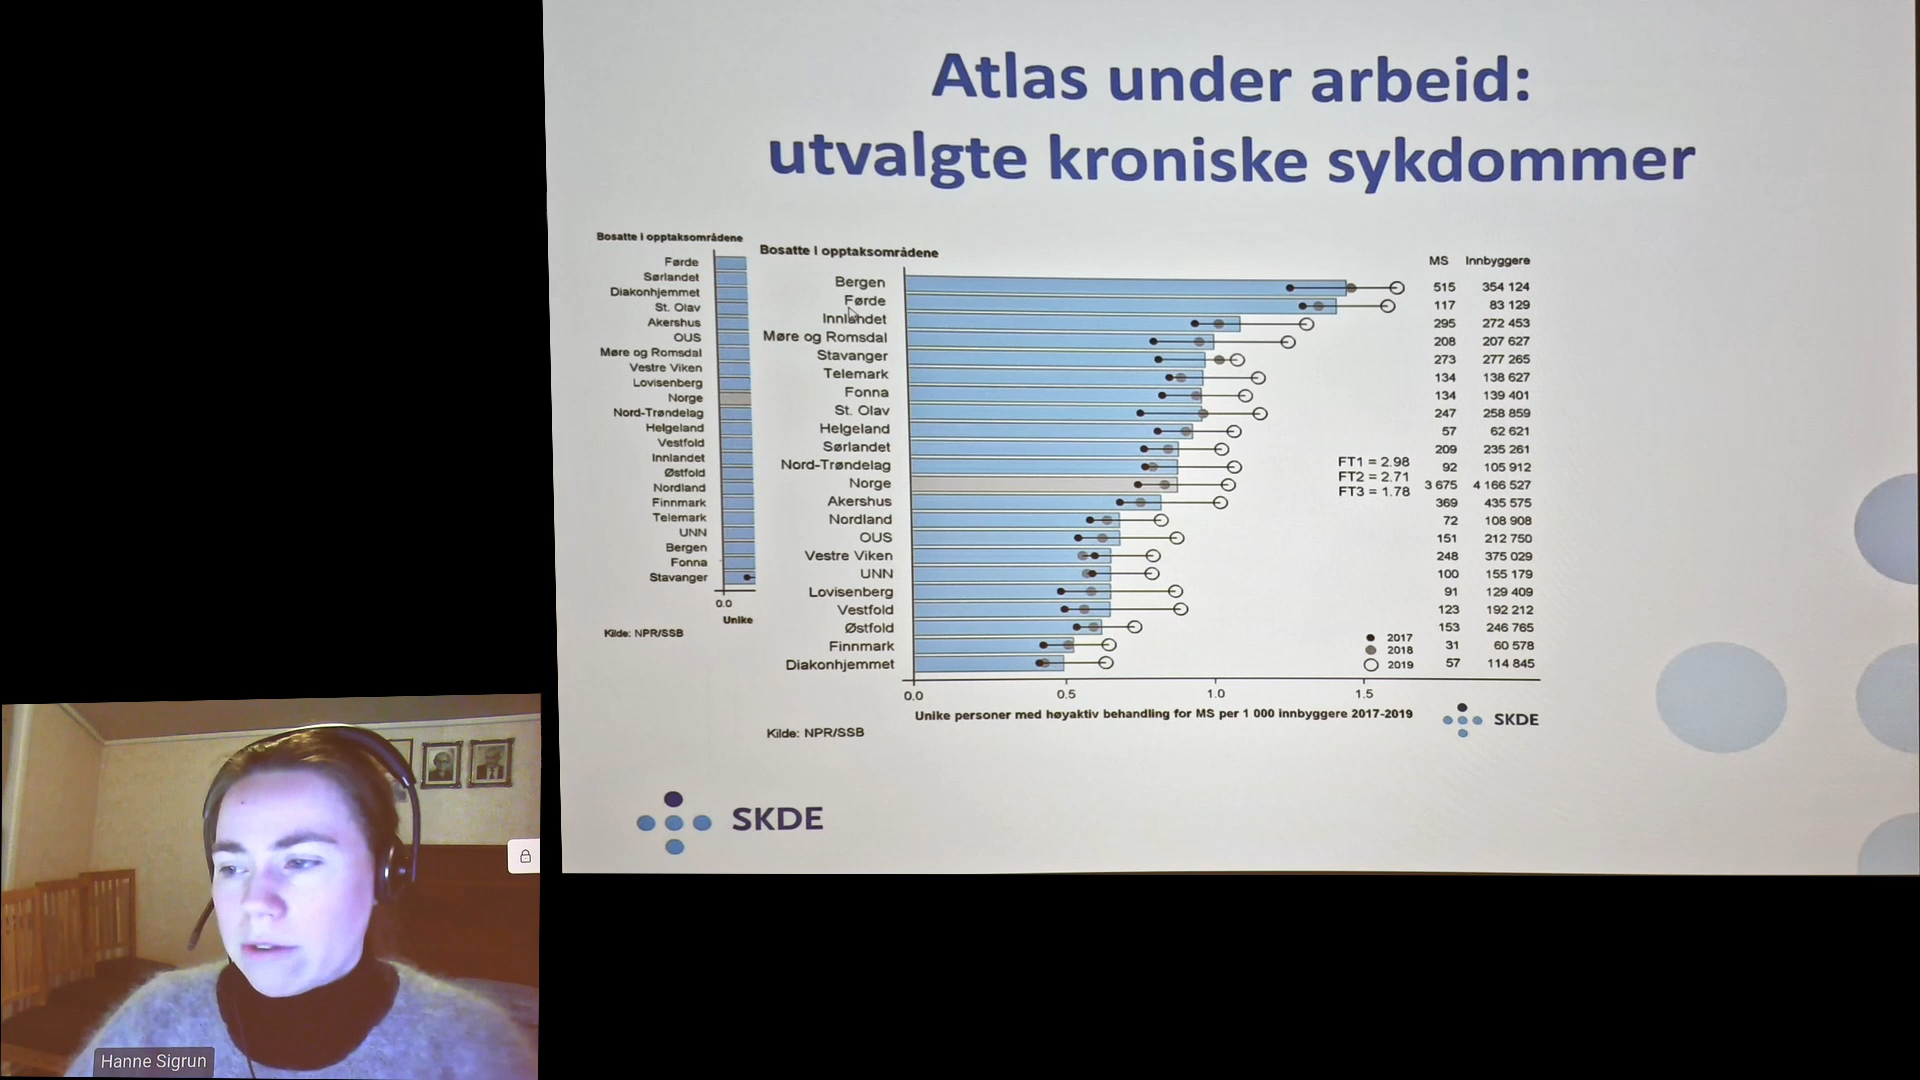 Atlas under arbeid:
utvalgte kroniske sykdommer
Bosatte i opptaksområdene
Førde
Sørlandet
Diakonhjemmet
St. Olav
Akershus
OUS
Møre og Romsdal
Vestre Viken
Lovisenberg
Norge
Nord-Trøndelag
Helgeland
Vestfold
Innlandet
Østfold
Nordland
Finnmark
Telemark
UNN
Bergen
Fonna
Stavanger
0.0
Unike
Kilde: NPR/SSB
Bosatte i opptaksområdene
MS Innbyggere
Bergen 515 354 124
Førde 117 83 129
Innlandet 295 272 453
Møre og Romsdal 208 207 627
Stavanger 273 277 265
Telemark 134 138 627
Fonna 134 139 401
St. Olav 247 258 859
Helgeland 57 62 621
Sørlandet 209 235 261
Nord-Trøndelag 92 105 912
Norge 3 675 4 166 527
Akershus 369 435 575
Nordland 72 108 908
OUS 151 212 750
Vestre Viken 248 375 029
UNN 100 155 179
Lovisenberg 91 129 409
Vestfold 123 192 212
Østfold 153 246 765
Finnmark 31 60 578
Diakonhjemmet 57 114 845
FT1 = 2.98
FT2 = 2.71
FT3 = 1.78
2017
2018
2019
0.0 0.5 1.0 1.5
Unike personer med høyaktiv behandling for MS per 1 000 innbyggere 2017-2019
SKDE
Kilde: NPR/SSB
SKDE
Hanne Sigrun